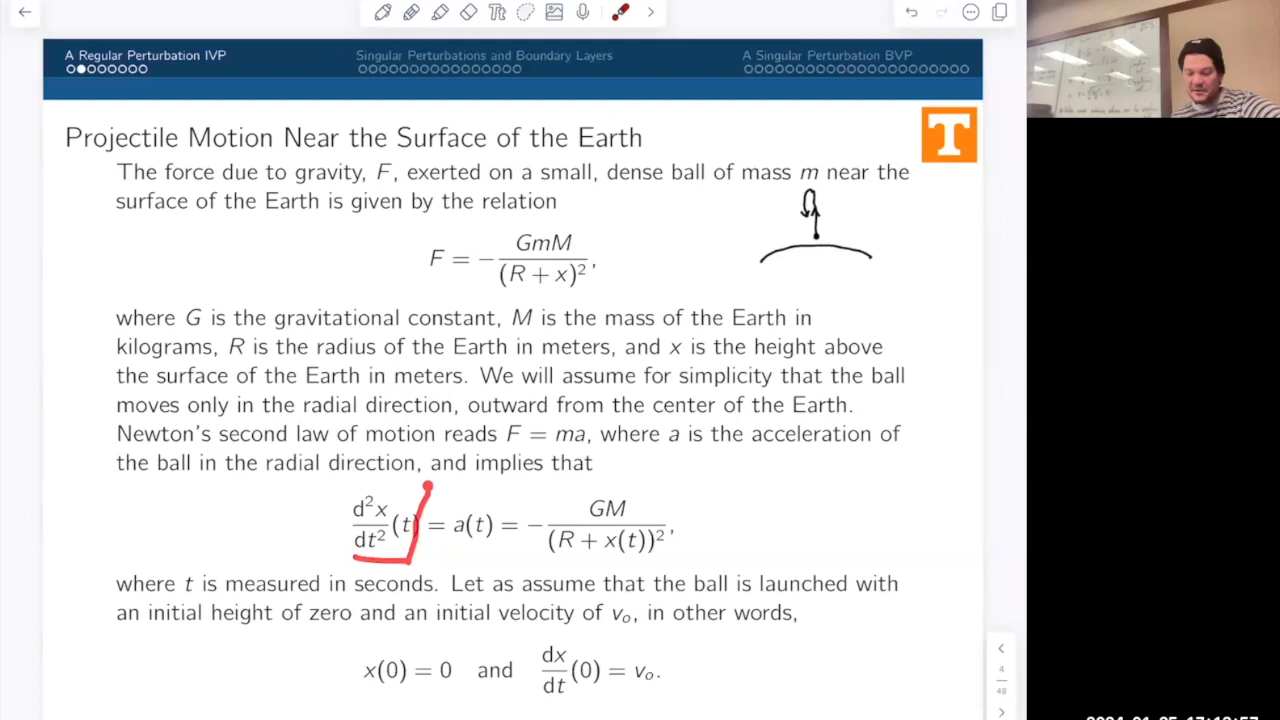 A Regular Perturbation IVP
Singular Perturbations and Boundary Layers
A Singular Perturbation BVP
Projectile Motion Near the Surface of the Earth
T
The force due to gravity, F, exerted on a small, dense ball of mass m near the
surface of the Earth is given by the relation
F = − GmM / (R + x)²,
where G is the gravitational constant, M is the mass of the Earth in
kilograms, R is the radius of the Earth in meters, and x is the height above
the surface of the Earth in meters. We will assume for simplicity that the ball
moves only in the radial direction, outward from the center of the Earth.
Newton's second law of motion reads F = ma, where a is the acceleration of
the ball in the radial direction, and implies that
d²x/dt² (t) = a(t) = − GM / (R + x(t))²,
where t is measured in seconds. Let as assume that the ball is launched with
an initial height of zero and an initial velocity of vₒ, in other words,
x(0) = 0 and dx/dt (0) = vₒ.
4
48